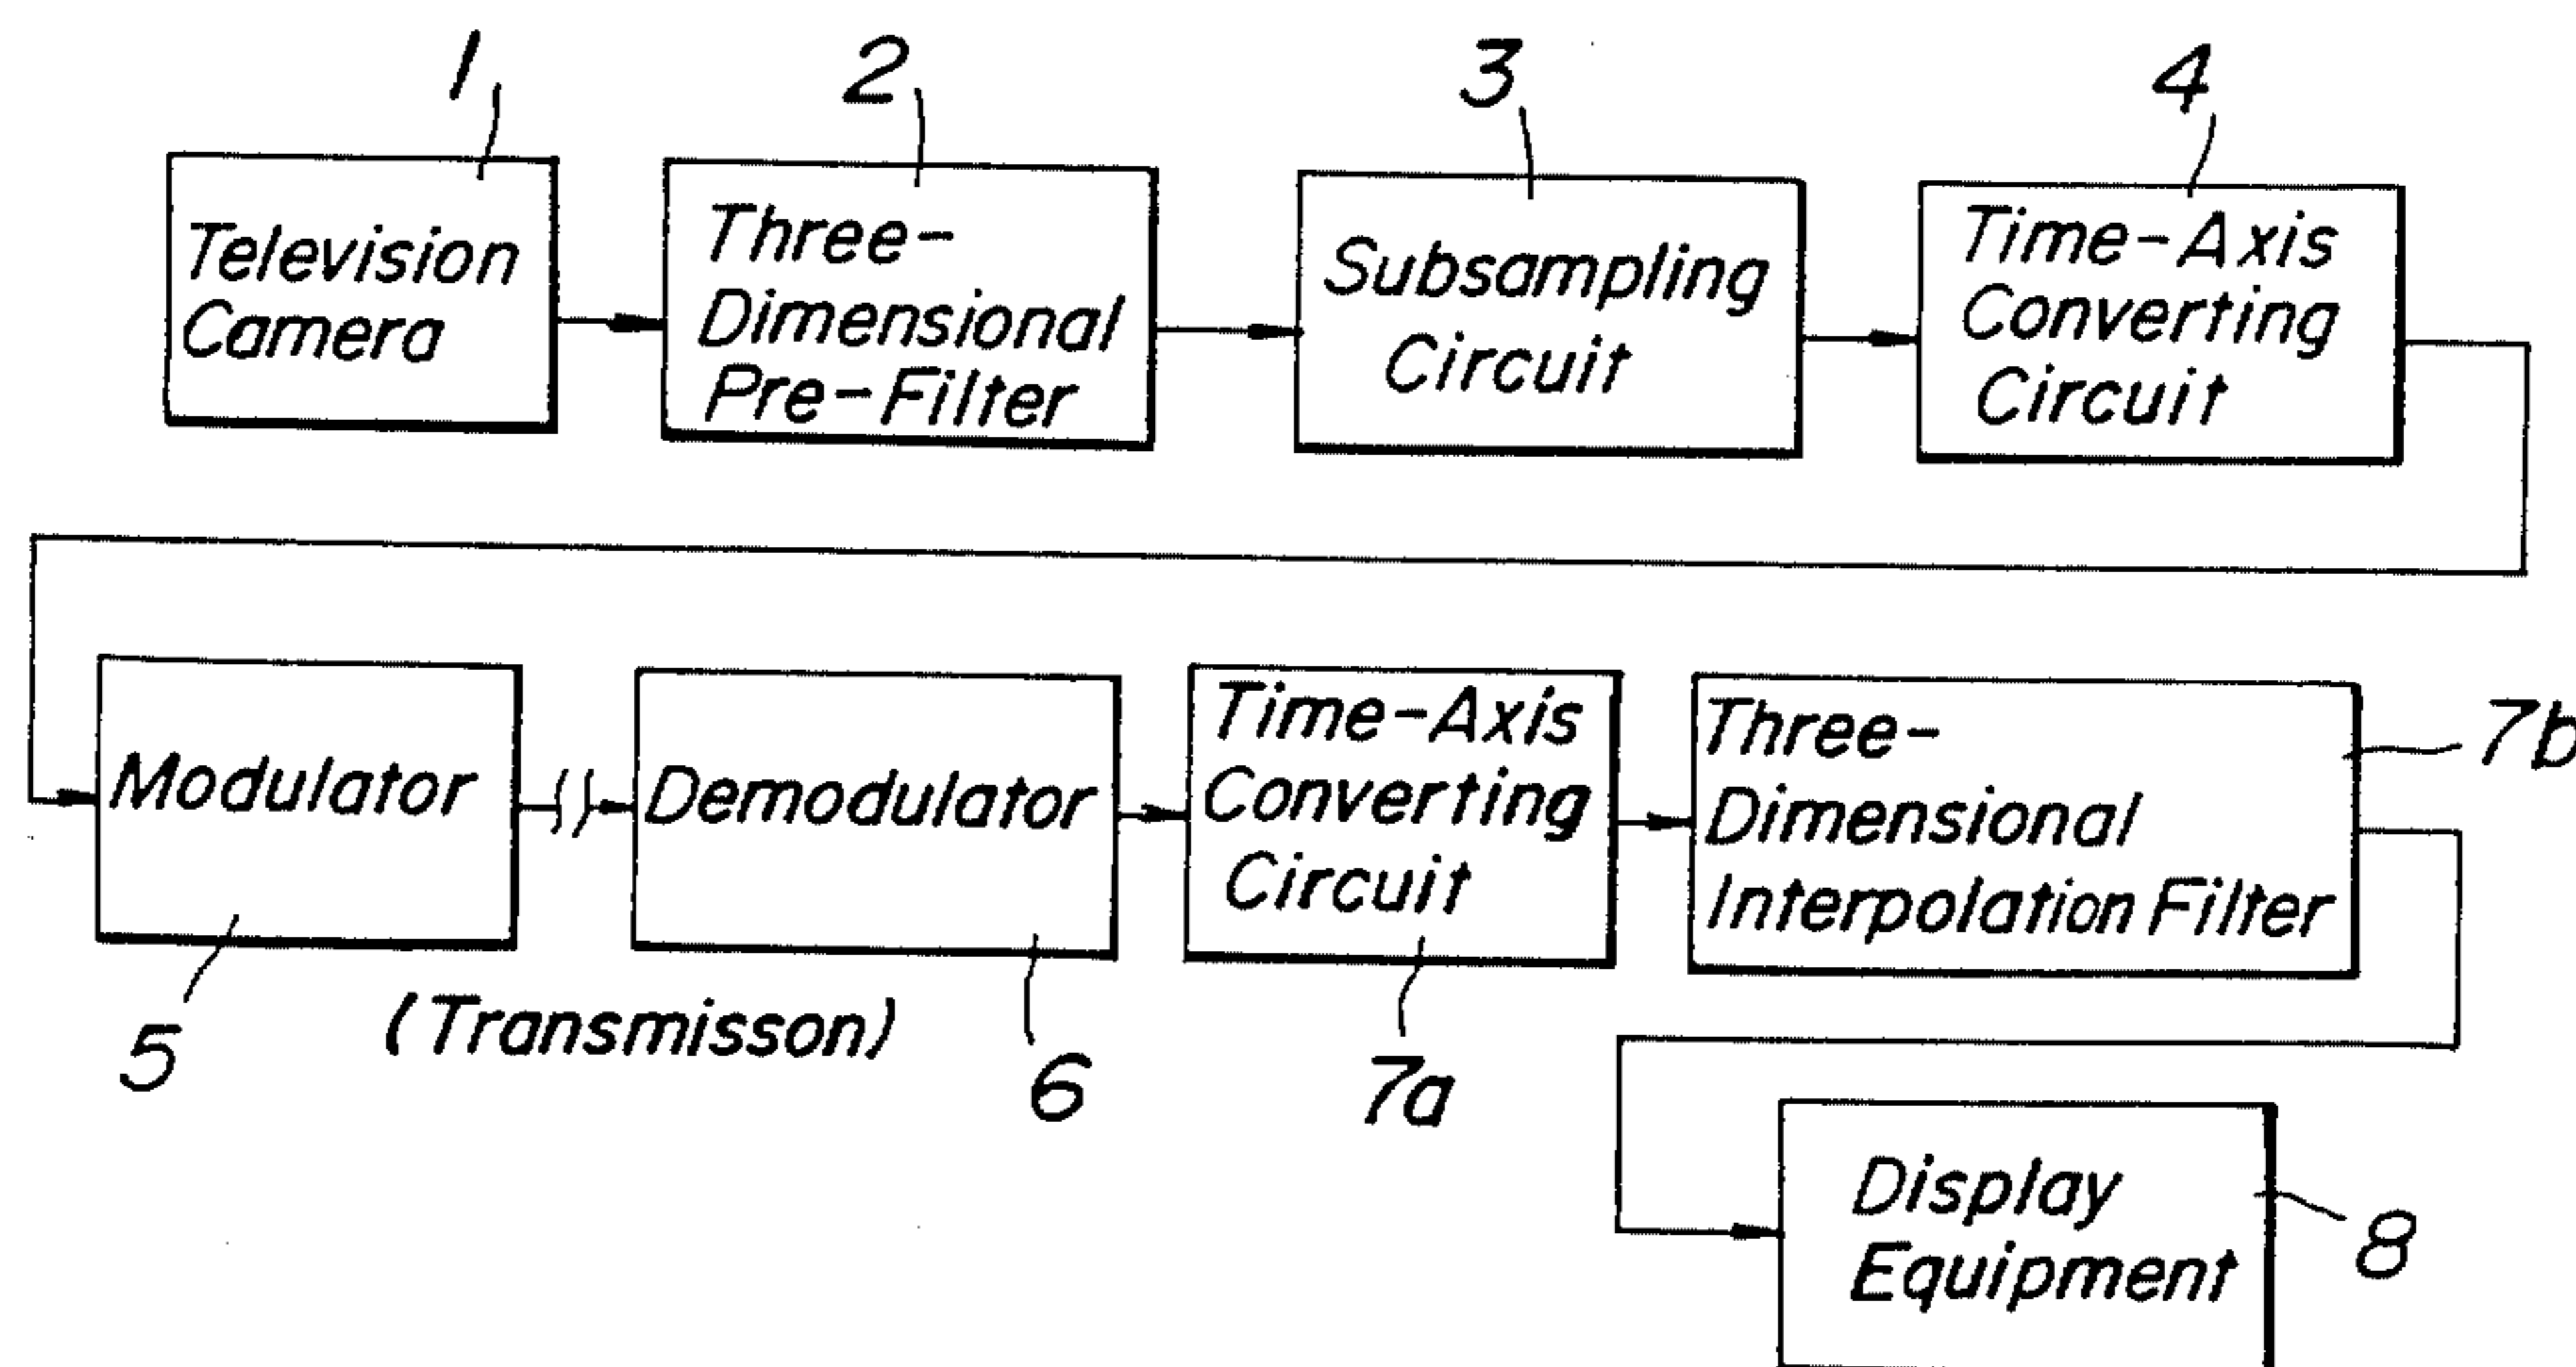 1
2
3
4
Television
Camera
Three-
Dimensional
Pre-Filter
Subsampling
Circuit
Time-Axis
Converting
Circuit
Modulator
Demodulator
Time-Axis
Converting
Circuit
Three-
Dimensional
Interpolation Filter
7b
5
(Transmisson)
6
7a
Display
Equipment
8